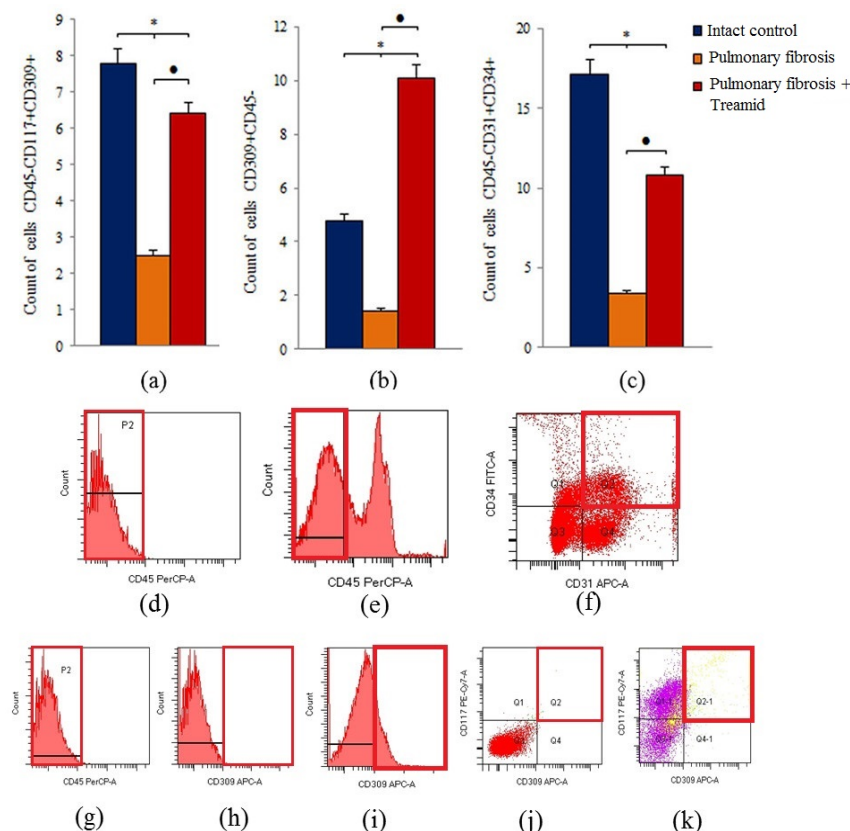 Count of cells CD45-CD117+CD309+
9
8
7
6
5
4
3
2
1
0
*
●
(a)
Count of cells CD309+CD45-
12
10
8
6
4
2
0
●
*
(b)
Count of cells CD45-CD31+CD34+
20
15
10
5
0
*
●
(c)
Intact control
Pulmonary fibrosis
Pulmonary fibrosis +
Treamid
Count
P2
CD45 PerCP-A
(d)
Count
CD45 PerCP-A
(e)
CD34 FITC-A
Q1
Q3
Q4
CD31 APC-A
(f)
Count
P2
CD45 PerCP-A
(g)
Count
CD309 APC-A
(h)
Count
CD309 APC-A
(i)
CD117 PE-Cy7-A
Q1
Q2
Q4
CD309 APC-A
(j)
CD117 PE-Cy7-A
Q2-1
Q4-1
CD309 APC-A
(k)